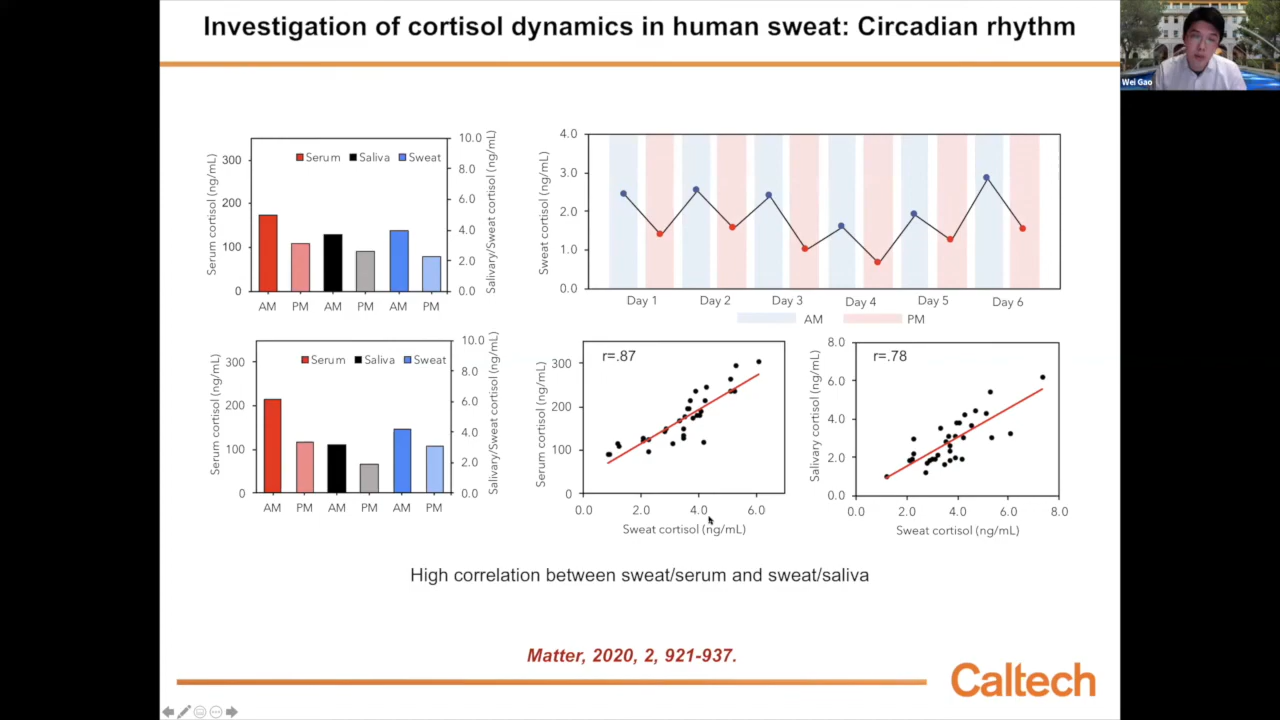 Investigation of cortisol dynamics in human sweat: Circadian rhythm
Wei Gao
Serum cortisol (ng/mL)
300
200
100
0
Serum Saliva Sweat
10.0
8.0
6.0
4.0
2.0
0.0
Salivary/Sweat cortisol (ng/mL)
AM PM AM PM AM PM
Sweat cortisol (ng/mL)
4.0
3.0
2.0
1.0
0.0
Day 1 Day 2 Day 3 Day 4 Day 5 Day 6
AM PM
Serum cortisol (ng/mL)
300
200
100
0
Serum Saliva Sweat
10.0
8.0
6.0
4.0
2.0
0.0
Salivary/Sweat cortisol (ng/mL)
AM PM AM PM AM PM
Serum cortisol (ng/mL)
300
200
100
0
r=.87
0.0 2.0 4.0 6.0
Sweat cortisol (ng/mL)
Salivary cortisol (ng/mL)
8.0
6.0
4.0
2.0
0.0
r=.78
0.0 2.0 4.0 6.0 8.0
Sweat cortisol (ng/mL)
High correlation between sweat/serum and sweat/saliva
Matter, 2020, 2, 921-937.
Caltech